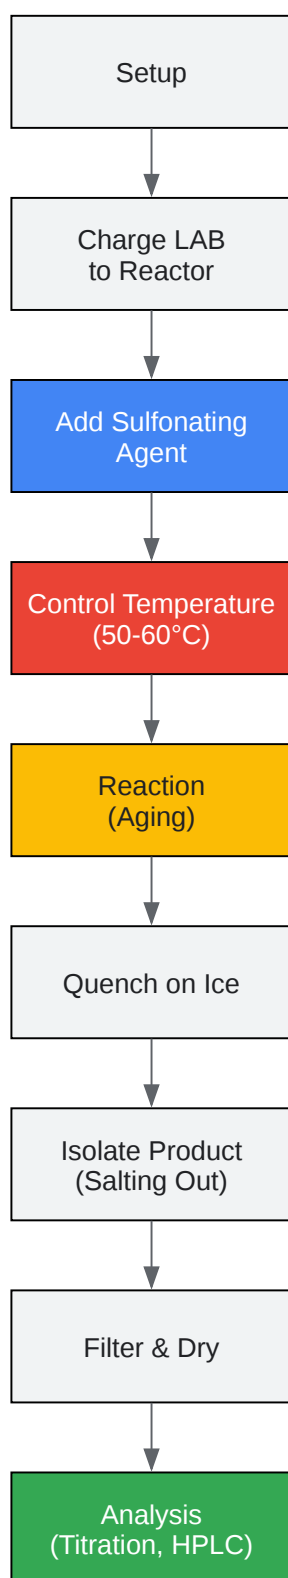 Setup
Charge LAB
to Reactor
Add Sulfonating
Agent
Control Temperature
(50-60°C)
Reaction
(Aging)
Quench on Ice
Isolate Product
(Salting Out)
Filter & Dry
Analysis
(Titration, HPLC)